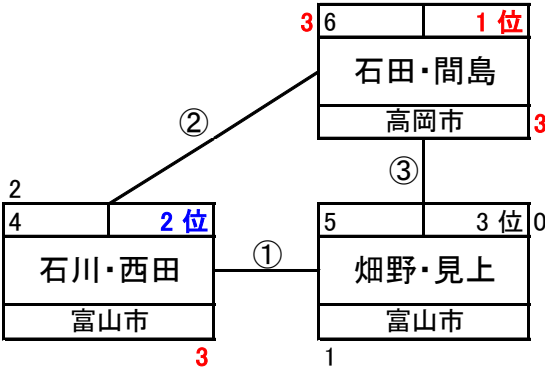 3 6 1 位
石田・間島
高岡市 3
②
③
2
4 2 位
石川・西田
富山市
3
①
5 3 位 0
畑野・見上
富山市
1